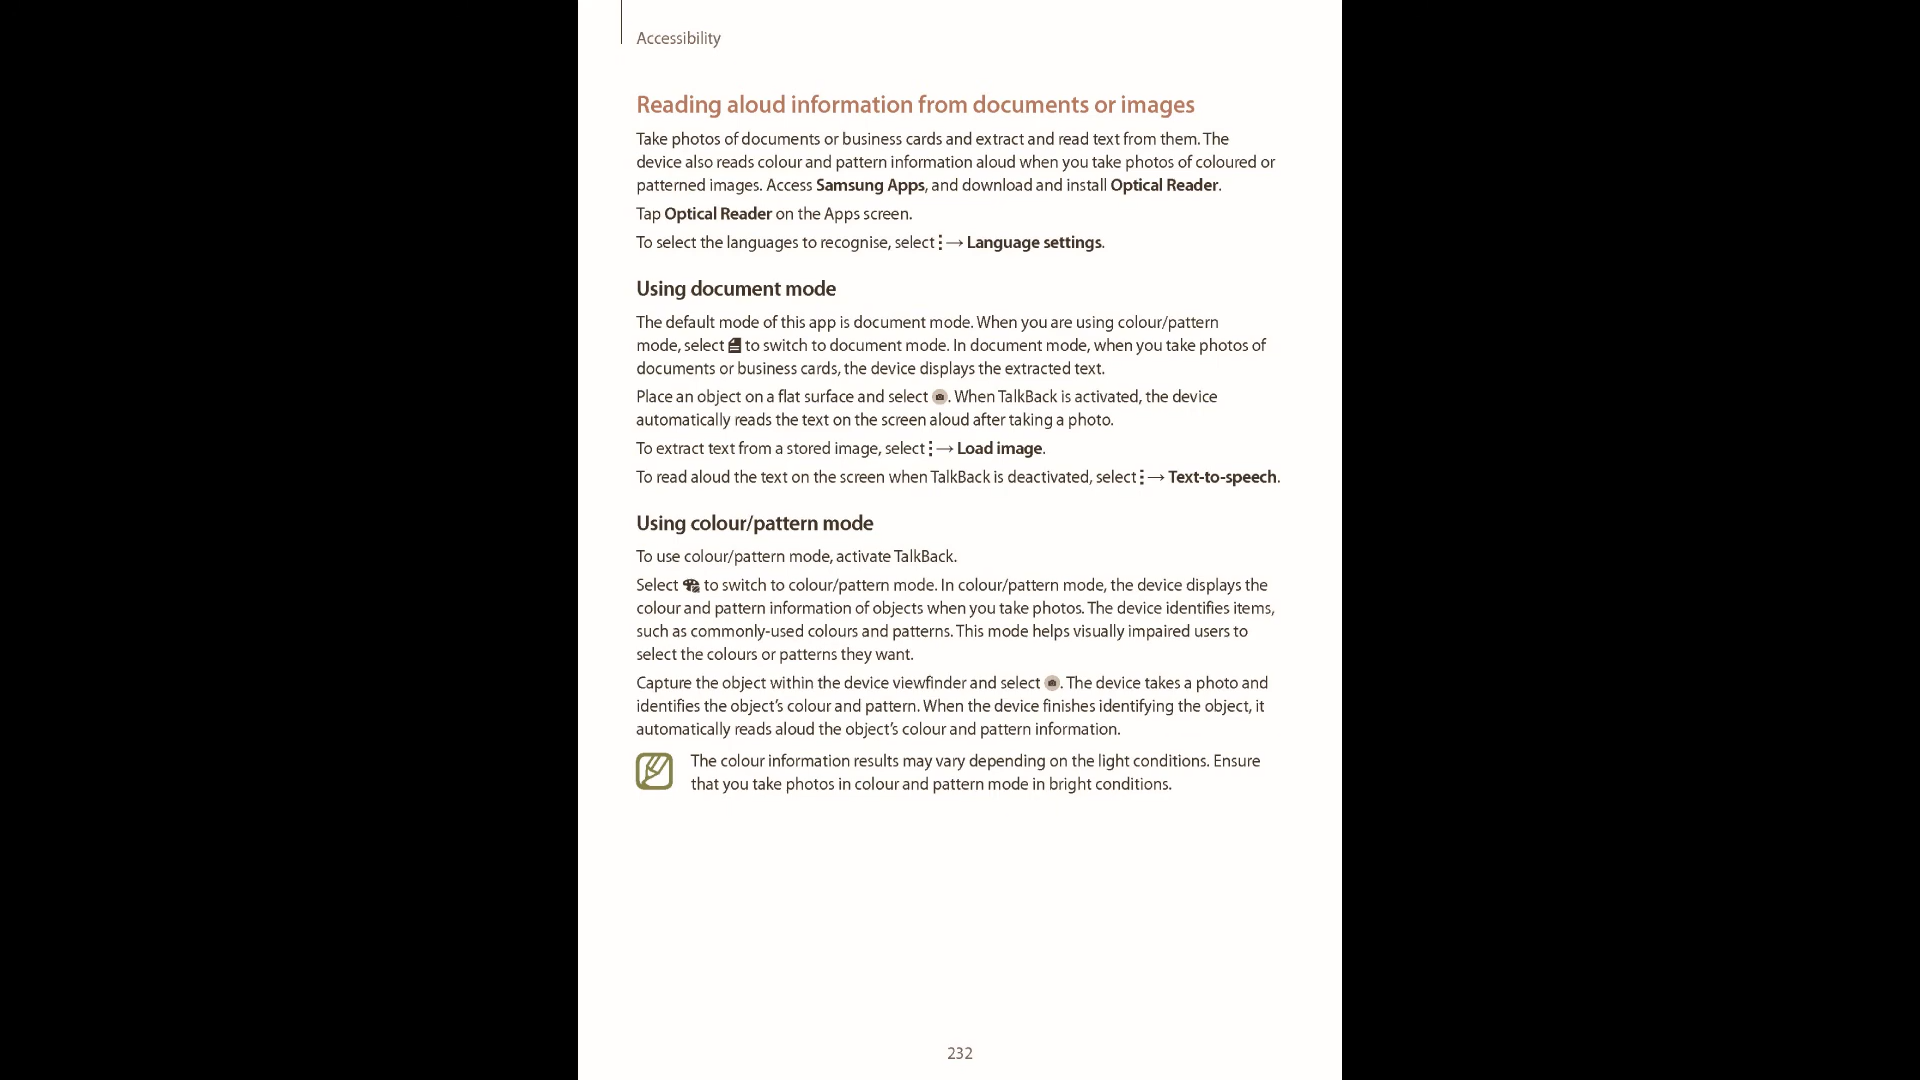 Accessibility
Reading aloud information from documents or images
Take photos of documents or business cards and extract and read text from them. The
device also reads colour and pattern information aloud when you take photos of coloured or
patterned images. Access Samsung Apps, and download and install Optical Reader.
Tap Optical Reader on the Apps screen.
To select the languages to recognise, select → Language settings.
Using document mode
The default mode of this app is document mode. When you are using colour/pattern
mode, select to switch to document mode. In document mode, when you take photos of
documents or business cards, the device displays the extracted text.
Place an object on a flat surface and select . When TalkBack is activated, the device
automatically reads the text on the screen aloud after taking a photo.
To extract text from a stored image, select → Load image.
To read aloud the text on the screen when TalkBack is deactivated, select → Text-to-speech.
Using colour/pattern mode
To use colour/pattern mode, activate TalkBack.
Select to switch to colour/pattern mode. In colour/pattern mode, the device displays the
colour and pattern information of objects when you take photos. The device identifies items,
such as commonly-used colours and patterns. This mode helps visually impaired users to
select the colours or patterns they want.
Capture the object within the device viewfinder and select . The device takes a photo and
identifies the object's colour and pattern. When the device finishes identifying the object, it
automatically reads aloud the object's colour and pattern information.
The colour information results may vary depending on the light conditions. Ensure
that you take photos in colour and pattern mode in bright conditions.
232